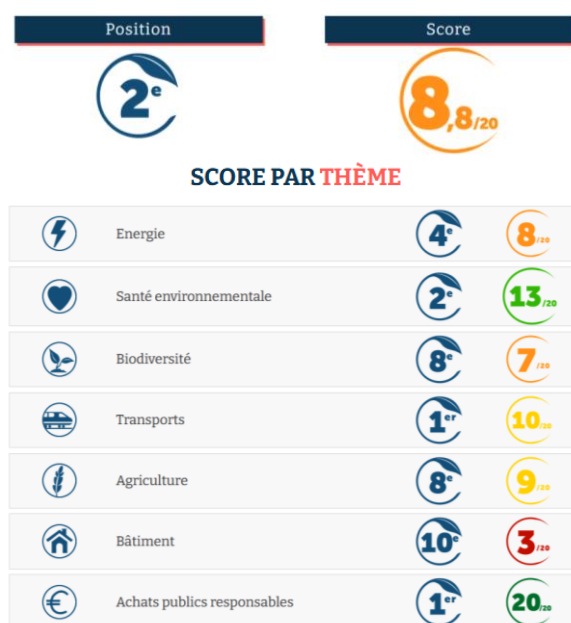 Position
Score
2e
8,8/20
SCORE PAR THÈME
Energie 4e 8/20
Santé environnementale 2e 13/20
Biodiversité 8e 7/20
Transports 1er 10/20
Agriculture 8e 9/20
Bâtiment 10e 3/20
Achats publics responsables 1er 20/20